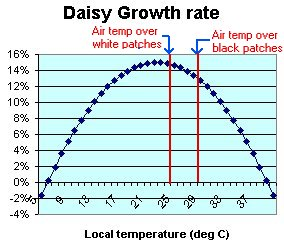 Daisy Growth rate
Air temp over
white patches
Air temp over
black patches
16%
14%
12%
10%
8%
6%
4%
2%
0%
-2%
-4%
5 9 13 17 21 25 29 33 37
Local temperature (deg C)